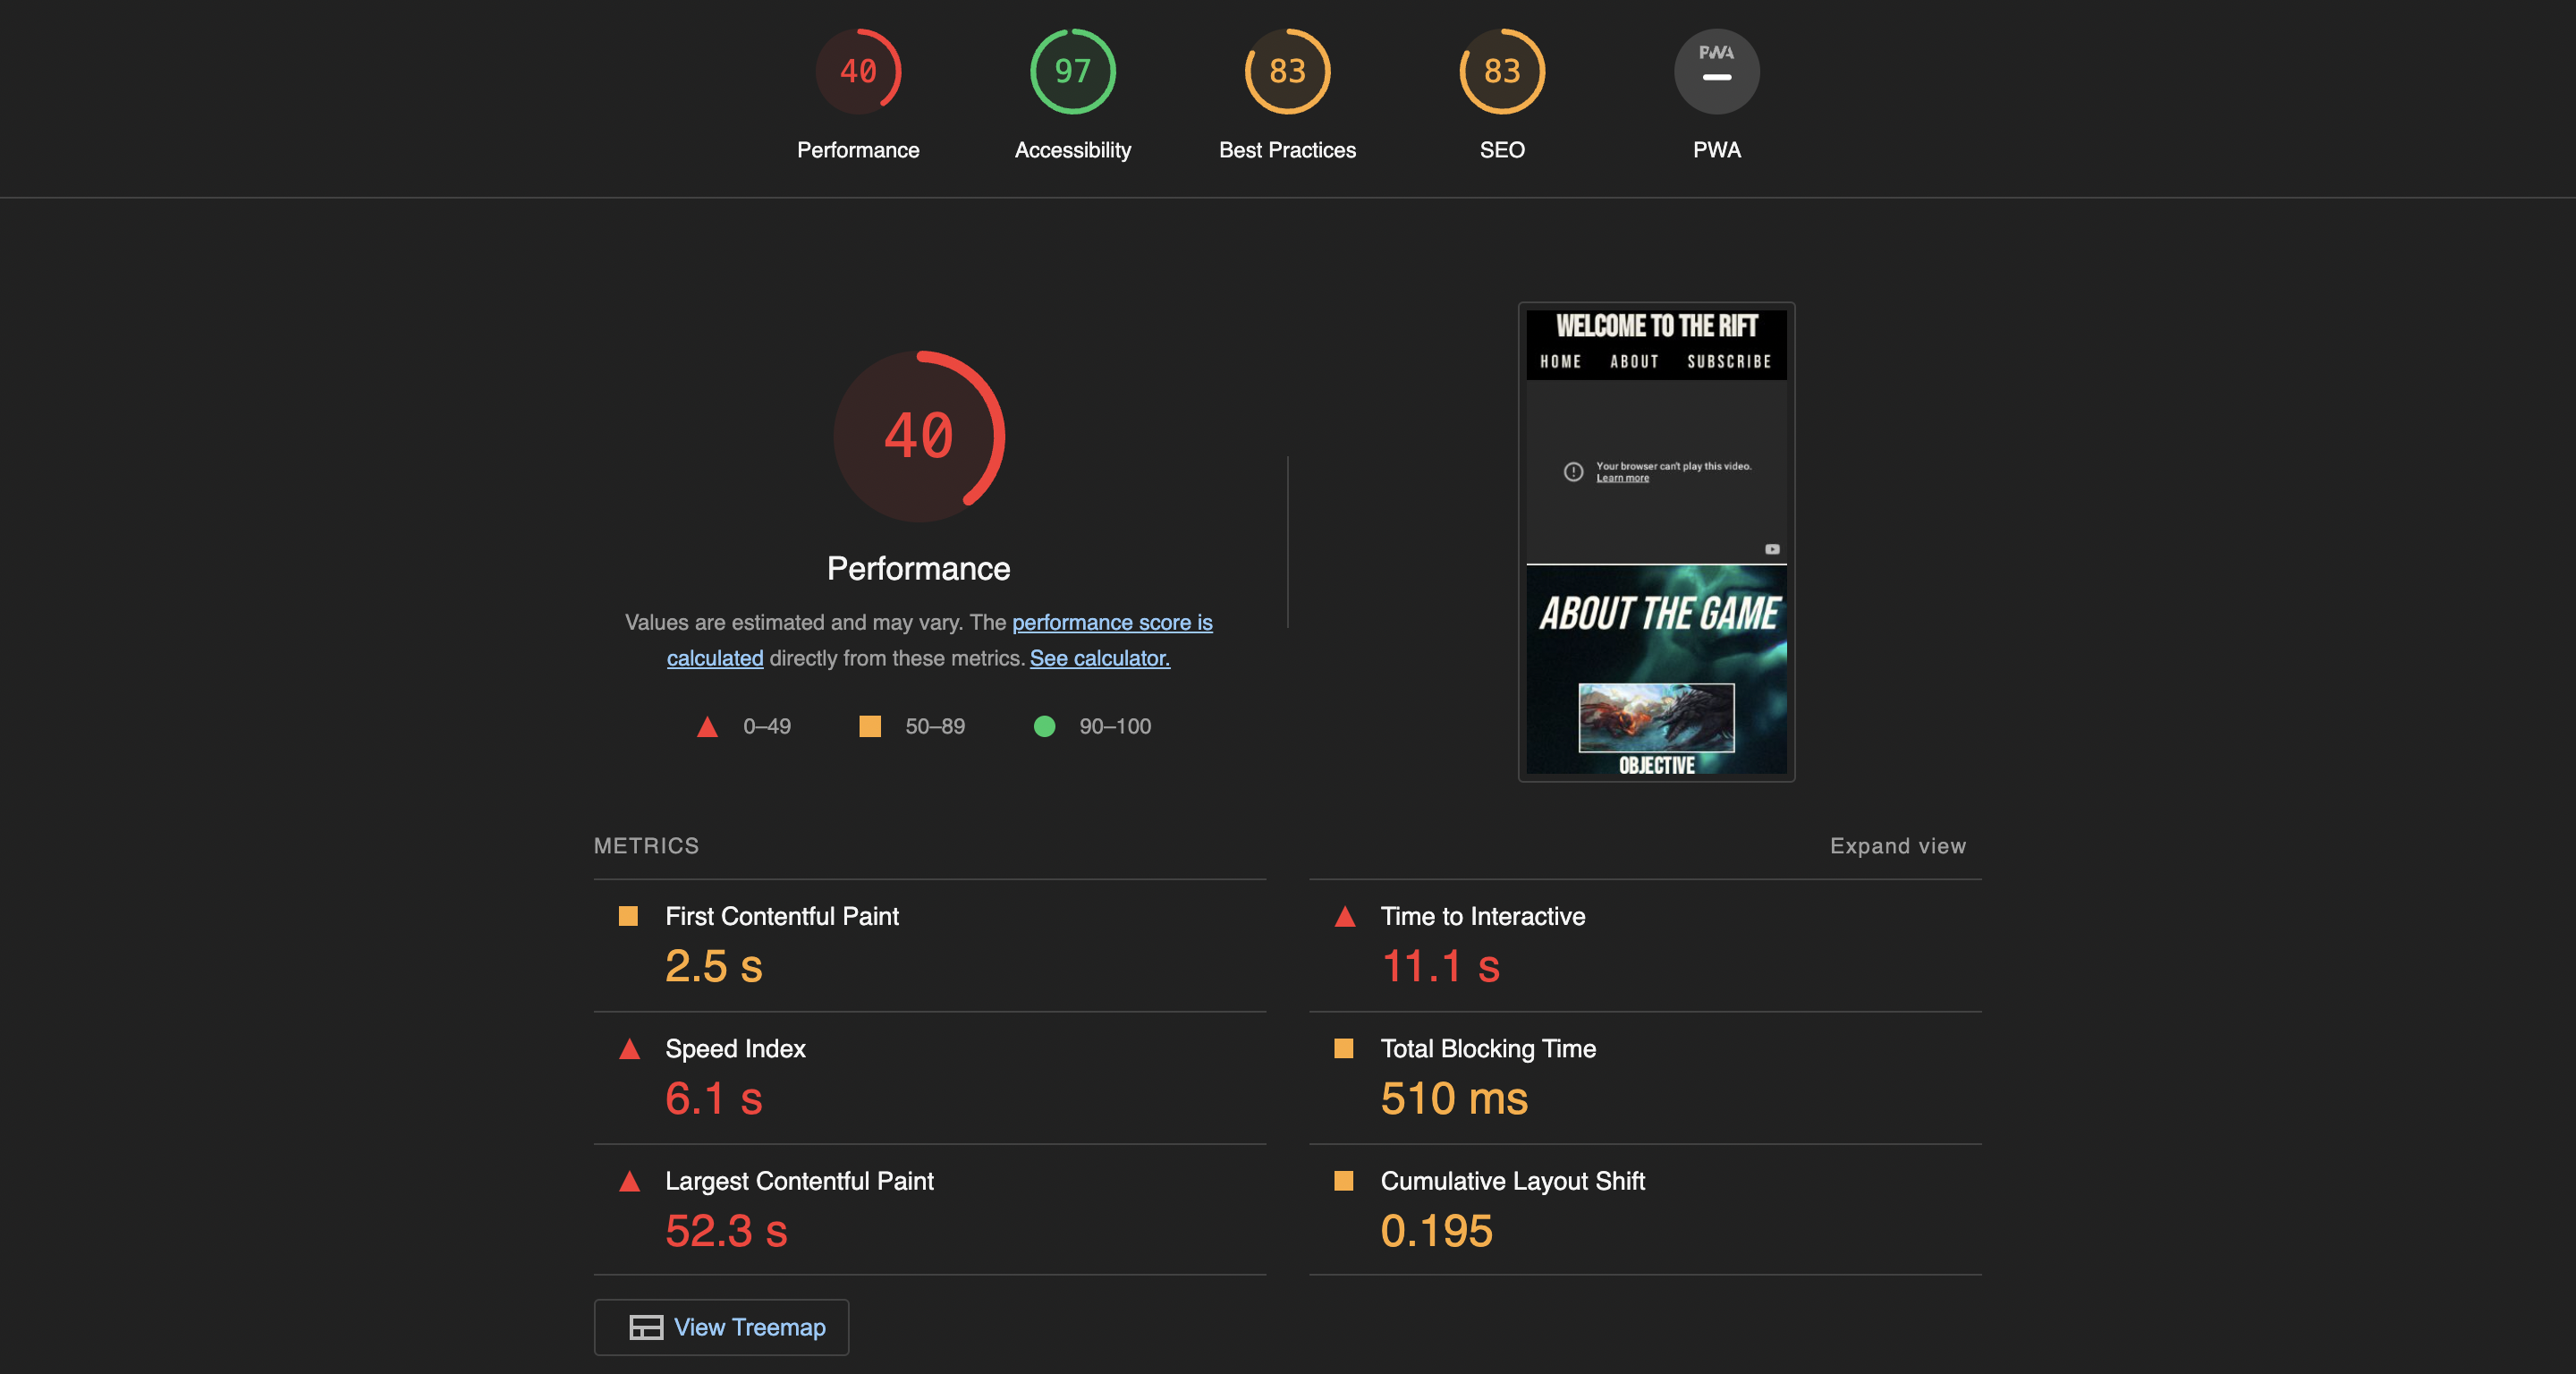 40
97
83
83
PWA
Performance
Accessibility
Best Practices
SEO
PWA
40
Performance
Values are estimated and may vary. The performance score is
calculated directly from these metrics. See calculator.
0–49
50–89
90–100
WELCOME TO THE RIFT
HOME ABOUT SUBSCRIBE
Your browser can't play this video.
Learn more
ABOUT THE GAME
OBJECTIVE
METRICS
Expand view
First Contentful Paint
2.5 s
Time to Interactive
11.1 s
Speed Index
6.1 s
Total Blocking Time
510 ms
Largest Contentful Paint
52.3 s
Cumulative Layout Shift
0.195
View Treemap